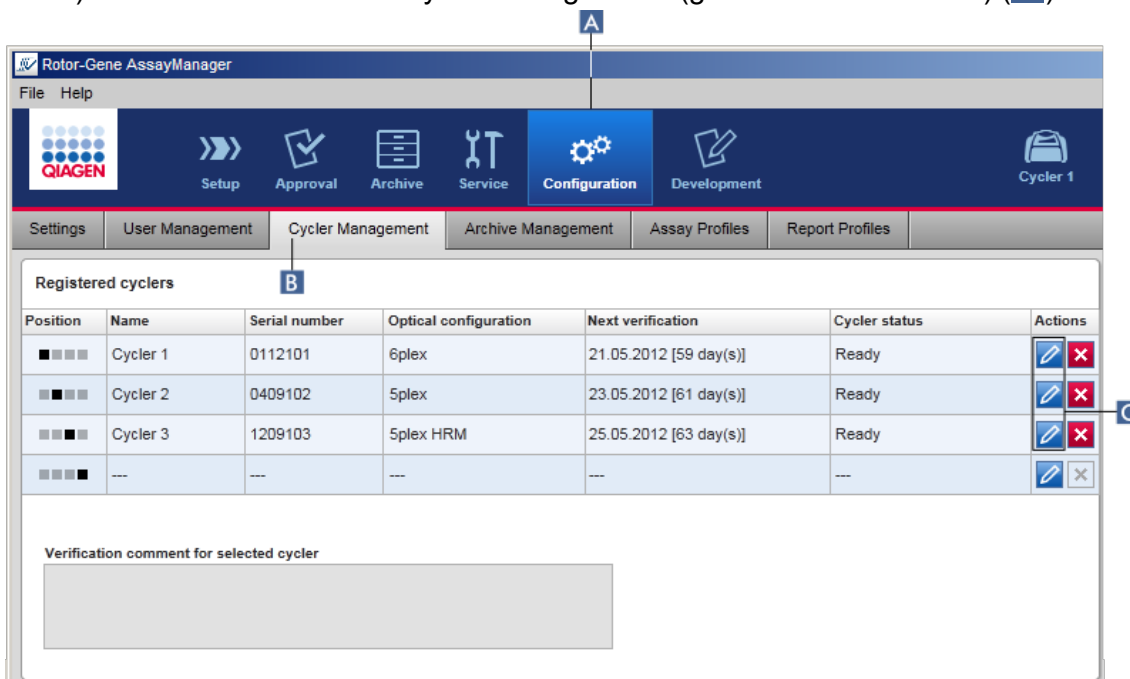 A
Rotor-Gene AssayManager
File Help
QIAGEN
Setup Approval Archive Service Configuration Development Cycler 1
Settings User Management Cycler Management Archive Management Assay Profiles Report Profiles
Registered cyclers B
Position Name Serial number Optical configuration Next verification Cycler status Actions
Cycler 1 0112101 6plex 21.05.2012 [59 day(s)] Ready
Cycler 2 0409102 5plex 23.05.2012 [61 day(s)] Ready
C
Cycler 3 1209103 5plex HRM 25.05.2012 [63 day(s)] Ready
--- --- --- --- ---
Verification comment for selected cycler